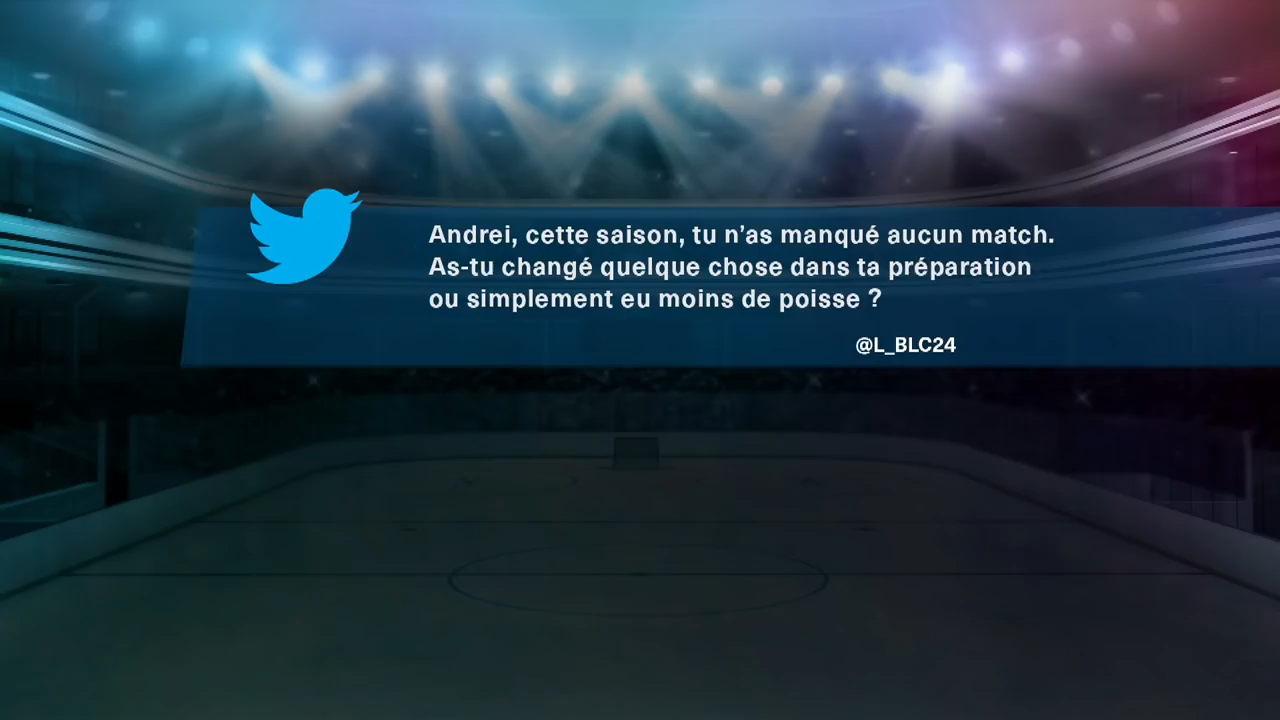 Andrei, cette saison, tu n'as manqué aucun match.
As-tu changé quelque chose dans ta préparation
ou simplement eu moins de poisse ?
@L_BLC24